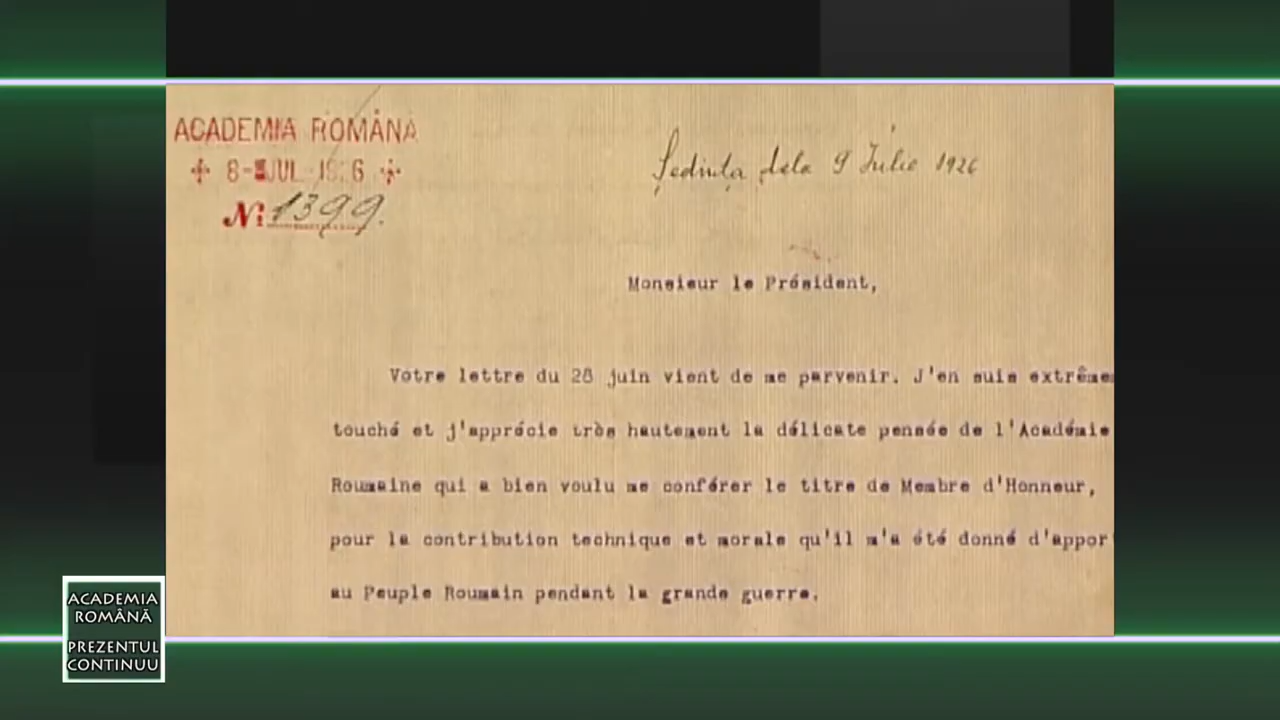 ACADEMIA ROMÂNĂ
8-JUL 1926
No 1399.
Ședința dela 9 Iulie 1926
Monsieur le Président,
Votre lettre du 28 juin vient de me parvenir. J'en suis extrême
touché et j'apprécie très hautement la délicate pensée de l'Académie
Roumaine qui a bien voulu me conférer le titre de Membre d'Honneur,
pour la contribution technique et morale qu'il m'a été donné d'appor
au Peuple Roumain pendant la grande guerre.
ACADEMIA
ROMÂNĂ
PREZENTUL
CONTINUU